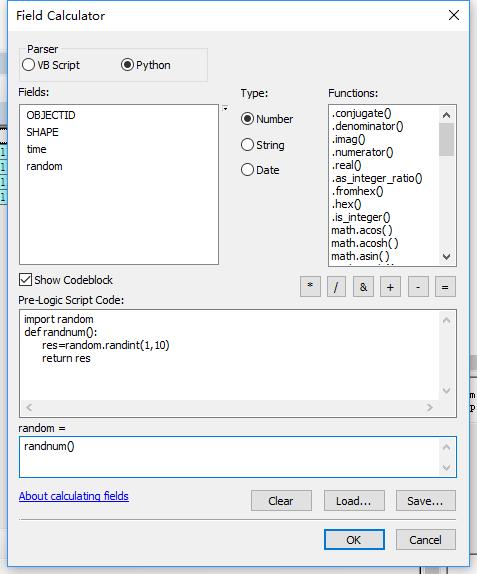 Field Calculator
Parser
VB Script
Python
Fields:
Type:
Functions:
OBJECTID
SHAPE
time
random
Number
String
Date
.conjugate()
.denominator()
.imag()
.numerator()
.real()
.as_integer_ratio()
.fromhex()
.hex()
.is_integer()
math.acos( )
math.acosh( )
math.asin( )
Show Codeblock
* / & + - =
Pre-Logic Script Code:
import random
def randnum():
res=random.randint(1,10)
return res
random =
randnum()
About calculating fields
Clear
Load...
Save...
OK
Cancel